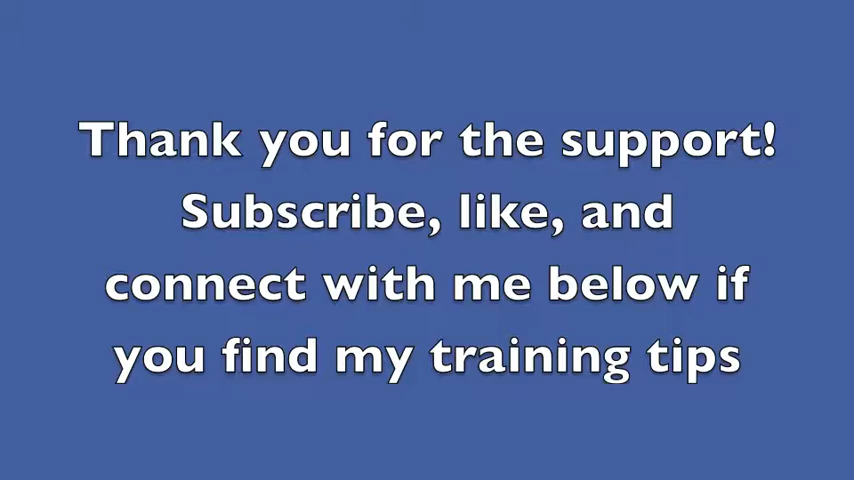 Thank you for the support!
Subscribe, like, and
connect with me below if
you find my training tips